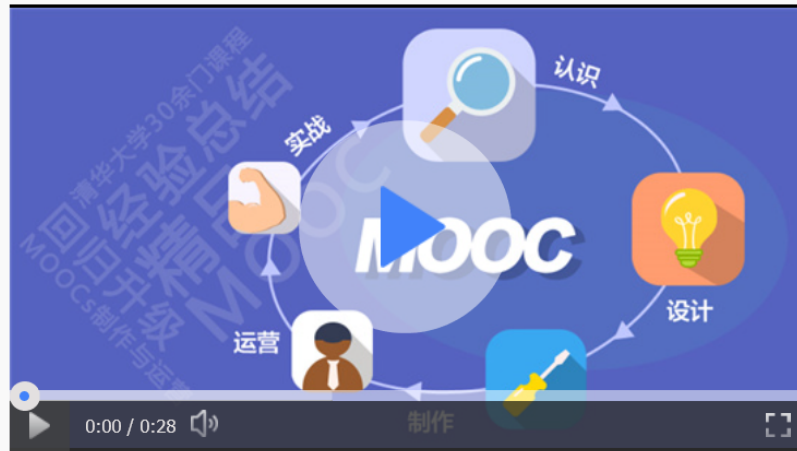 清华大学30余门课程
经验总结
精品
MOOC
回归升级
MOOCs制作与运营
认识
实战
MOOC
设计
运营
制作
0:00 / 0:28